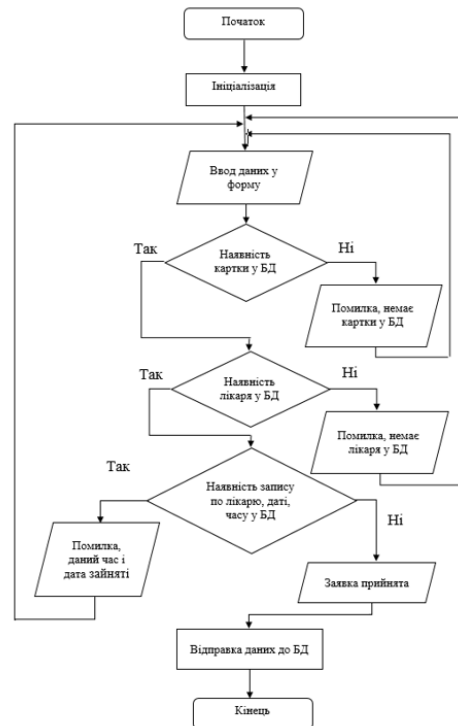 Початок
Ініціалізація
Ввод даних у
форму
Так
Наявність
картки у БД
Ні
Помилка, немає
картки у БД
Так
Наявність
лікаря у БД
Ні
Помилка, немає
лікаря у БД
Так
Наявність запису
по лікарю, даті,
часу у БД
Ні
Помилка,
даний час і
дата зайняті
Заявка прийнята
Відправка даних до БД
Кінець